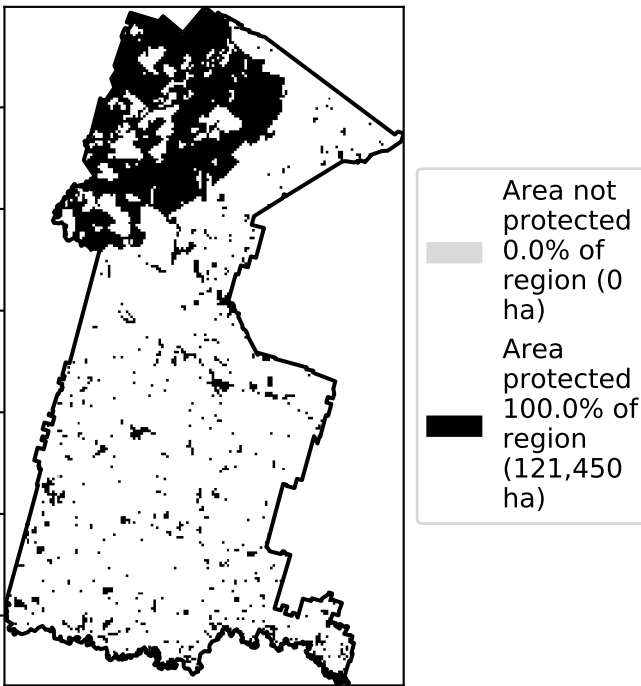 Area not
protected
0.0% of
region (0
ha)
Area
protected
100.0% of
region
(121,450
ha)